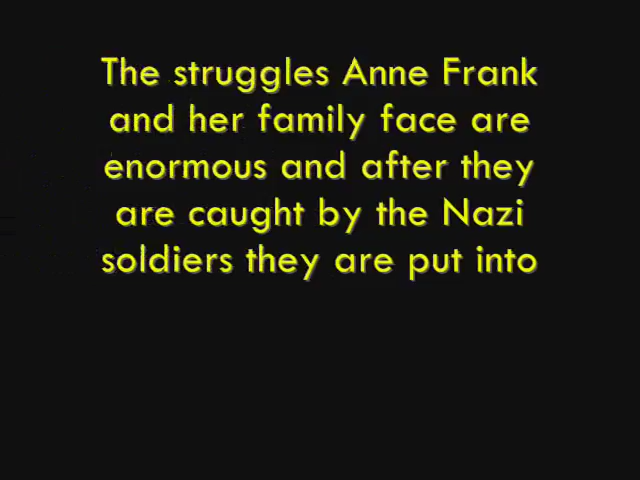 The struggles Anne Frank
and her family face are
enormous and after they
are caught by the Nazi
soldiers they are put into